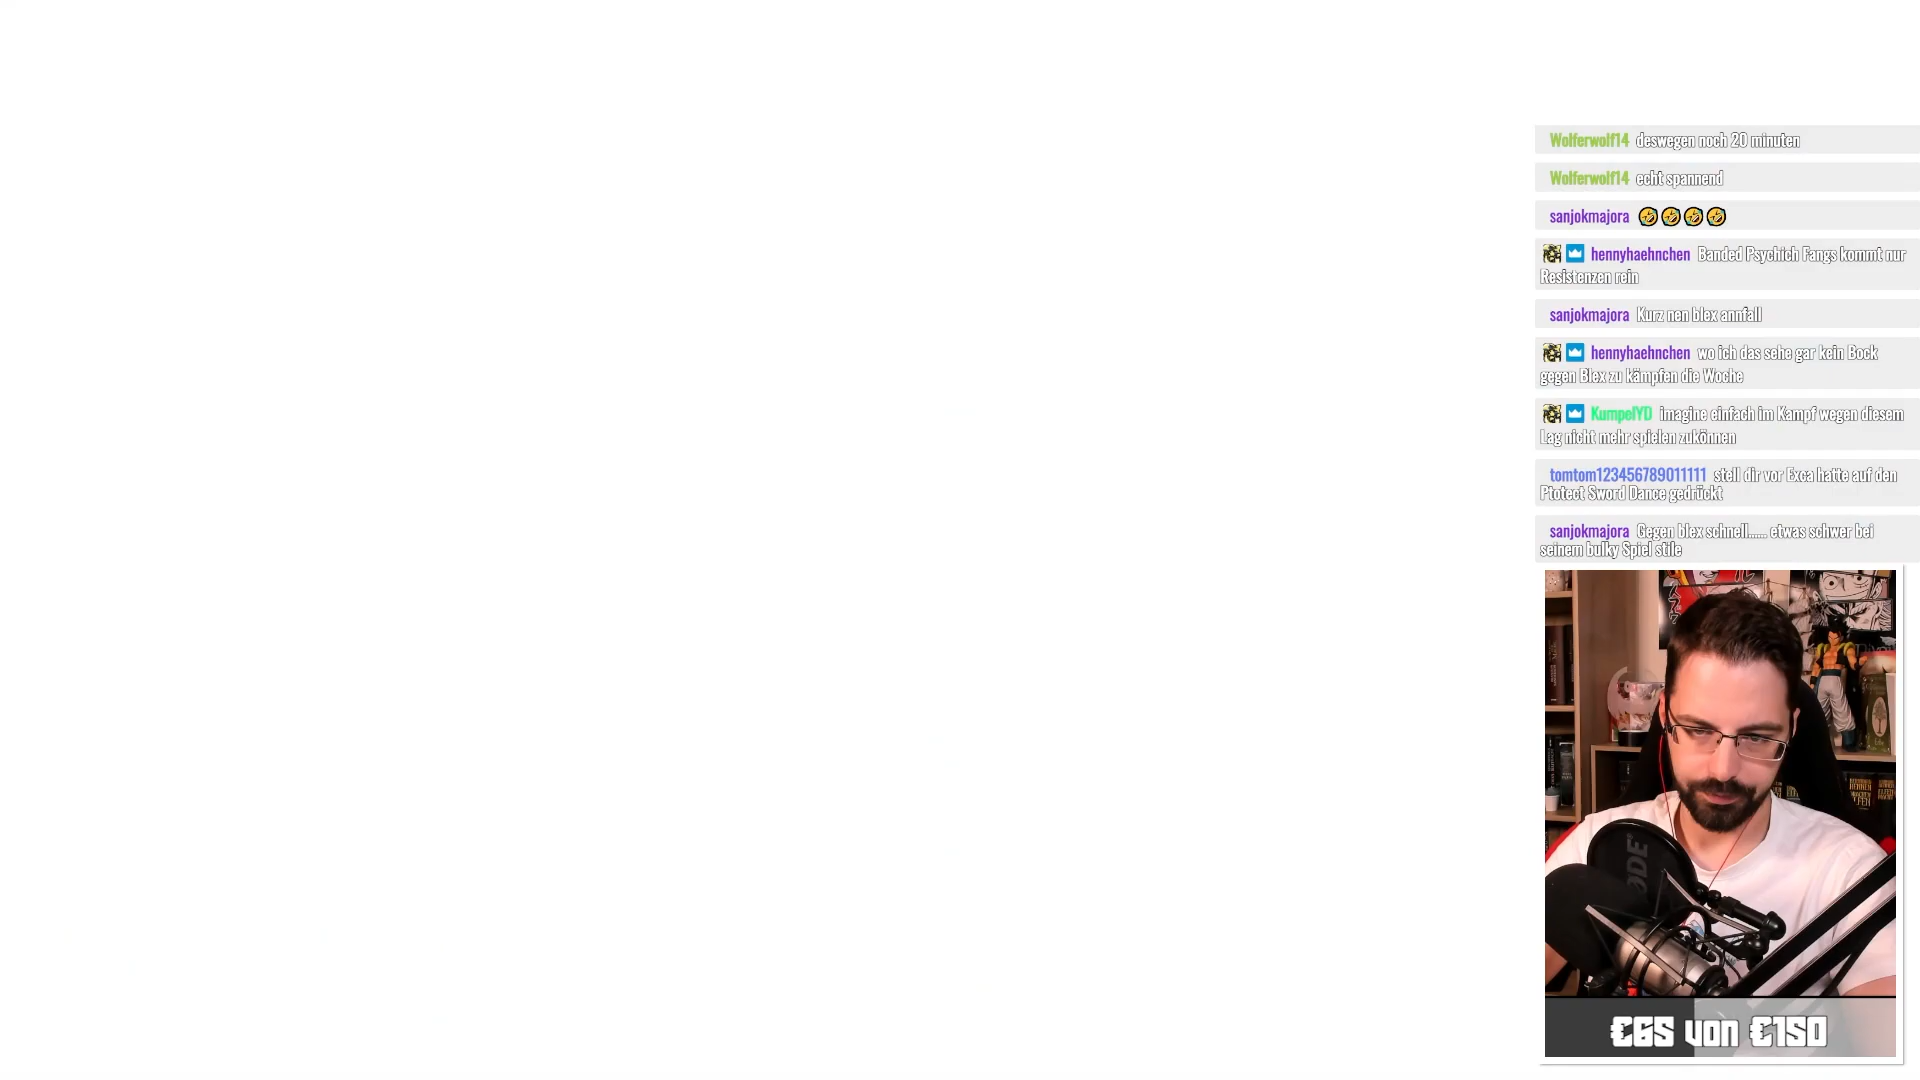 Wolferwolf14 deswegen noch 20 minuten
Wolferwolf14 echt spannend
sanjokmajora 🤣🤣🤣🤣
hennyhaehnchen Banded Psychich Fangs kommt nur
Resistenzen rein
sanjokmajora Kurz nen blex annfall
hennyhaehnchen wo ich das sehe gar kein Bock
gegen Blex zu kämpfen die Woche
KumpelYD imagine einfach im Kampf wegen diesem
Lag nicht mehr spielen zukönnen
tomtom123456789011111 stell dir vor Exca hatte auf den
Ptotect Sword Dance gedrückt
sanjokmajora Gegen blex schnell...... etwas schwer bei
seinem bulky Spiel stile
€65 von €150